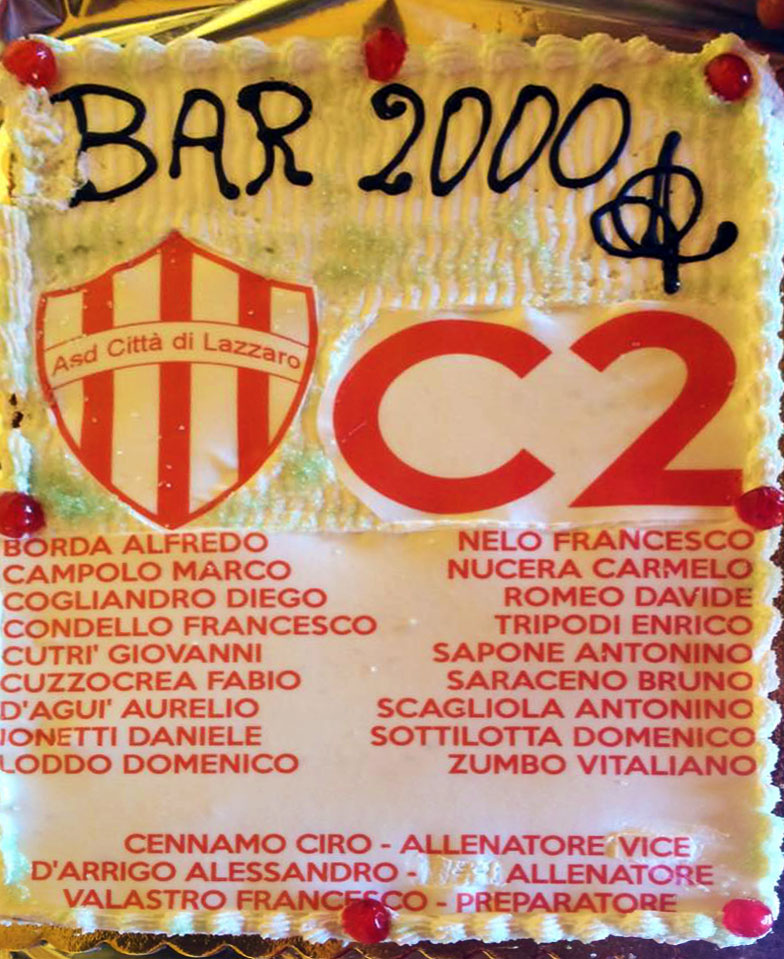 BAR 2000
Asd Città di Lazzaro
C2
BORDA ALFREDO
CAMPOLO MARCO
COGLIANDRO DIEGO
CONDELLO FRANCESCO
CUTRI' GIOVANNI
CUZZOCREA FABIO
D'AGUI' AURELIO
IONETTI DANIELE
LODDO DOMENICO
NELO FRANCESCO
NUCERA CARMELO
ROMEO DAVIDE
TRIPODI ENRICO
SAPONE ANTONINO
SARACENO BRUNO
SCAGLIOLA ANTONINO
SOTTILOTTA DOMENICO
ZUMBO VITALIANO
CENNAMO CIRO - ALLENATORE VICE
D'ARRIGO ALESSANDRO - ALLENATORE
VALASTRO FRANCESCO - PREPARATORE